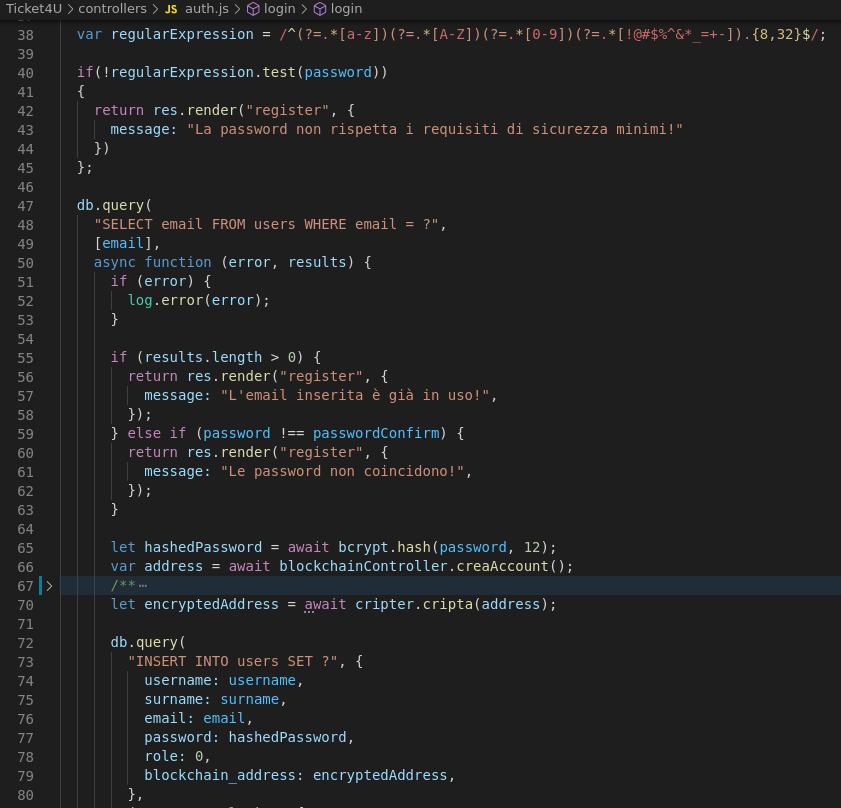 Ticket4U > controllers > JS auth.js > login > login
38 var regularExpression = /^(?=.*[a-z])(?=.*[A-Z])(?=.*[0-9])(?=.*[!@#$%^&*_=+-]).{8,32}$/;
39
40 if(!regularExpression.test(password))
41 {
42 return res.render("register", {
43 message: "La password non rispetta i requisiti di sicurezza minimi!"
44 })
45 };
46
47 db.query(
48 "SELECT email FROM users WHERE email = ?",
49 [email],
50 async function (error, results) {
51 if (error) {
52 log.error(error);
53 }
54
55 if (results.length > 0) {
56 return res.render("register", {
57 message: "L'email inserita è già in uso!",
58 });
59 } else if (password !== passwordConfirm) {
60 return res.render("register", {
61 message: "Le password non coincidono!",
62 });
63 }
64
65 let hashedPassword = await bcrypt.hash(password, 12);
66 var address = await blockchainController.creaAccount();
67 > /** ⋯
70 let encryptedAddress = await cripter.cripta(address);
71
72 db.query(
73 "INSERT INTO users SET ?", {
74 username: username,
75 surname: surname,
76 email: email,
77 password: hashedPassword,
78 role: 0,
79 blockchain_address: encryptedAddress,
80 },